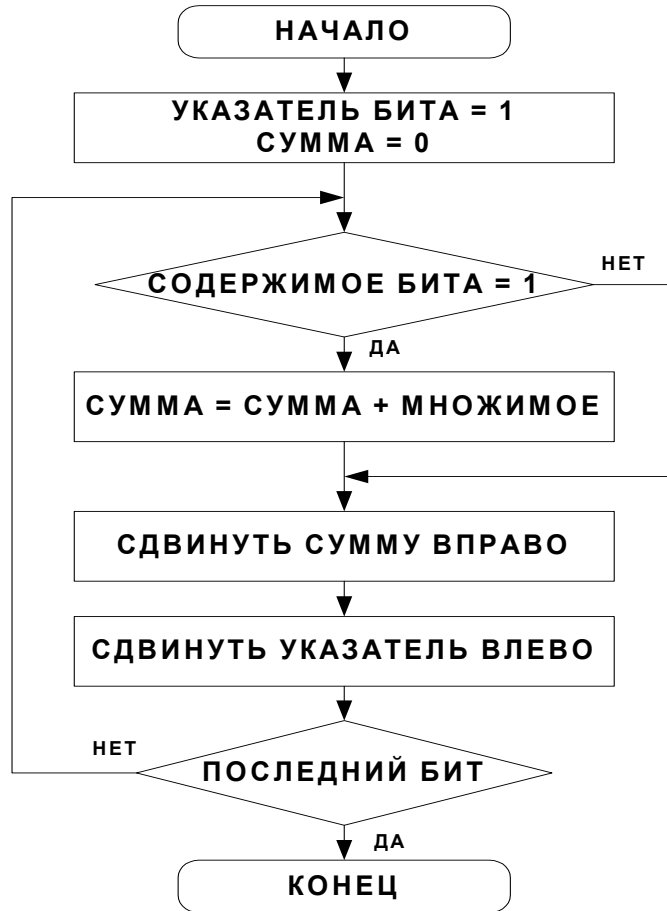 НАЧАЛО
УКАЗАТЕЛЬ БИТА = 1
СУММА = 0
СОДЕРЖИМОЕ БИТА = 1
НЕТ
ДА
СУММА = СУММА + МНОЖИМОЕ
СДВИНУТЬ СУММУ ВПРАВО
СДВИНУТЬ УКАЗАТЕЛЬ ВЛЕВО
НЕТ
ПОСЛЕДНИЙ БИТ
ДА
КОНЕЦ